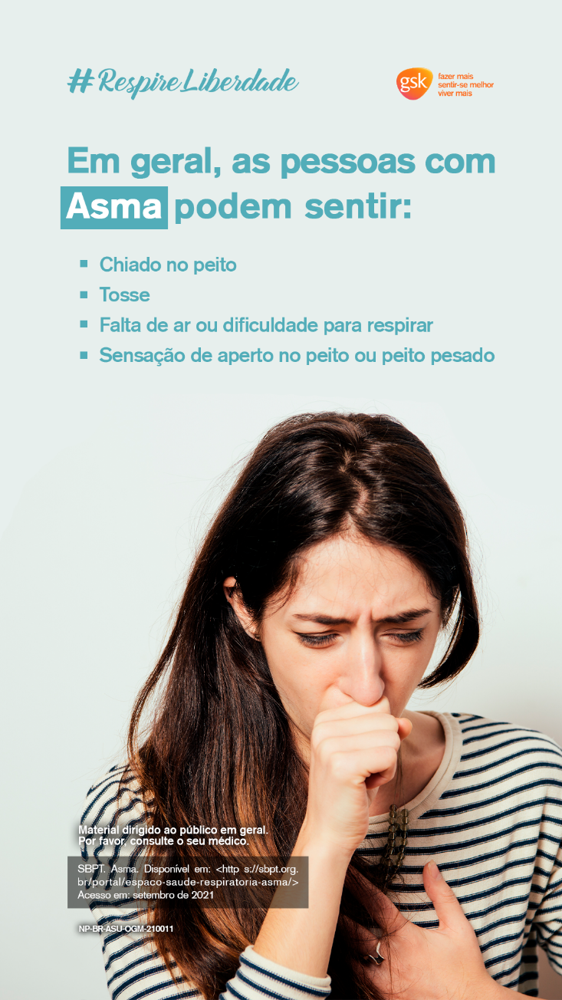 #RespireLiberdade
gsk
fazer mais
sentir-se melhor
viver mais
Em geral, as pessoas com
Asma podem sentir:
▪ Chiado no peito
▪ Tosse
▪ Falta de ar ou dificuldade para respirar
▪ Sensação de aperto no peito ou peito pesado
Material dirigido ao público em geral.
Por favor, consulte o seu médico.
SBPT. Asma. Disponível em: <http s://sbpt.org.
br/portal/espaco-saude-respiratoria-asma/>
Acesso em: setembro de 2021
NP-BR-ASU-OGM-210011